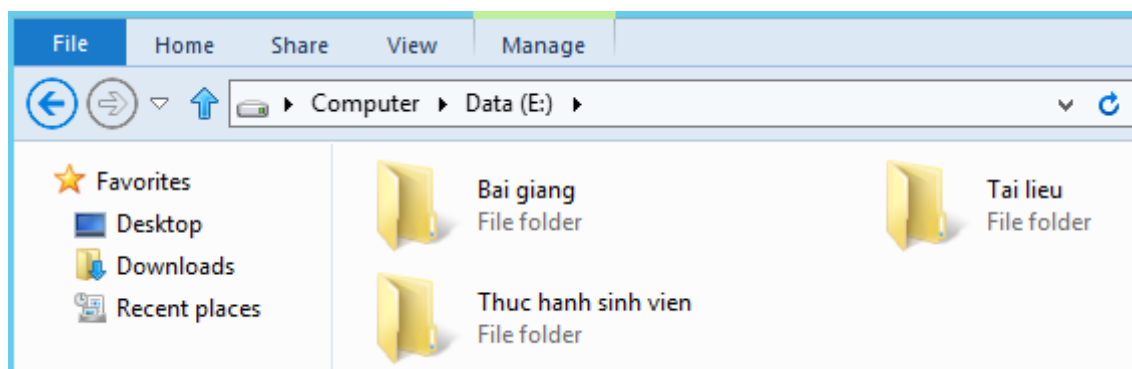 File Home Share View Manage
Computer Data (E:)
Favorites
Desktop
Downloads
Recent places
Bai giang
File folder
Tai lieu
File folder
Thuc hanh sinh vien
File folder